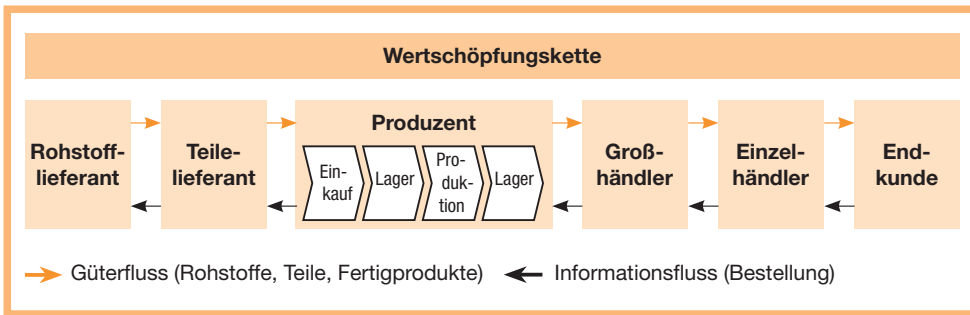 Wertschöpfungskette
Rohstoff-
lieferant
Teile-
lieferant
Produzent
Ein-
kauf
Lager
Pro-
duk-
tion
Lager
Groß-
händler
Einzel-
händler
End-
kunde
Güterfluss (Rohstoffe, Teile, Fertigprodukte)
Informationsfluss (Bestellung)